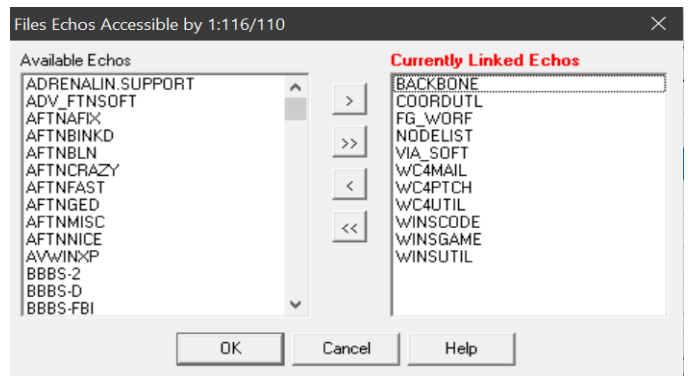 Files Echos Accessible by 1:116/110
Available Echos
ADRENALIN.SUPPORT
ADV_FTNSOFT
AFTNAFIX
AFTNBINKD
AFTNBLN
AFTNCRAZY
AFTNFAST
AFTNGED
AFTNMISC
AFTNNICE
AVWINXP
BBBS-2
BBBS-D
BBBS-FBI
>
>>
<
<<
Currently Linked Echos
BACKBONE
COORDUTL
FG_WORF
NODELIST
VIA_SOFT
WC4MAIL
WC4PTCH
WC4UTIL
WINSCODE
WINSGAME
WINSUTIL
OK
Cancel
Help